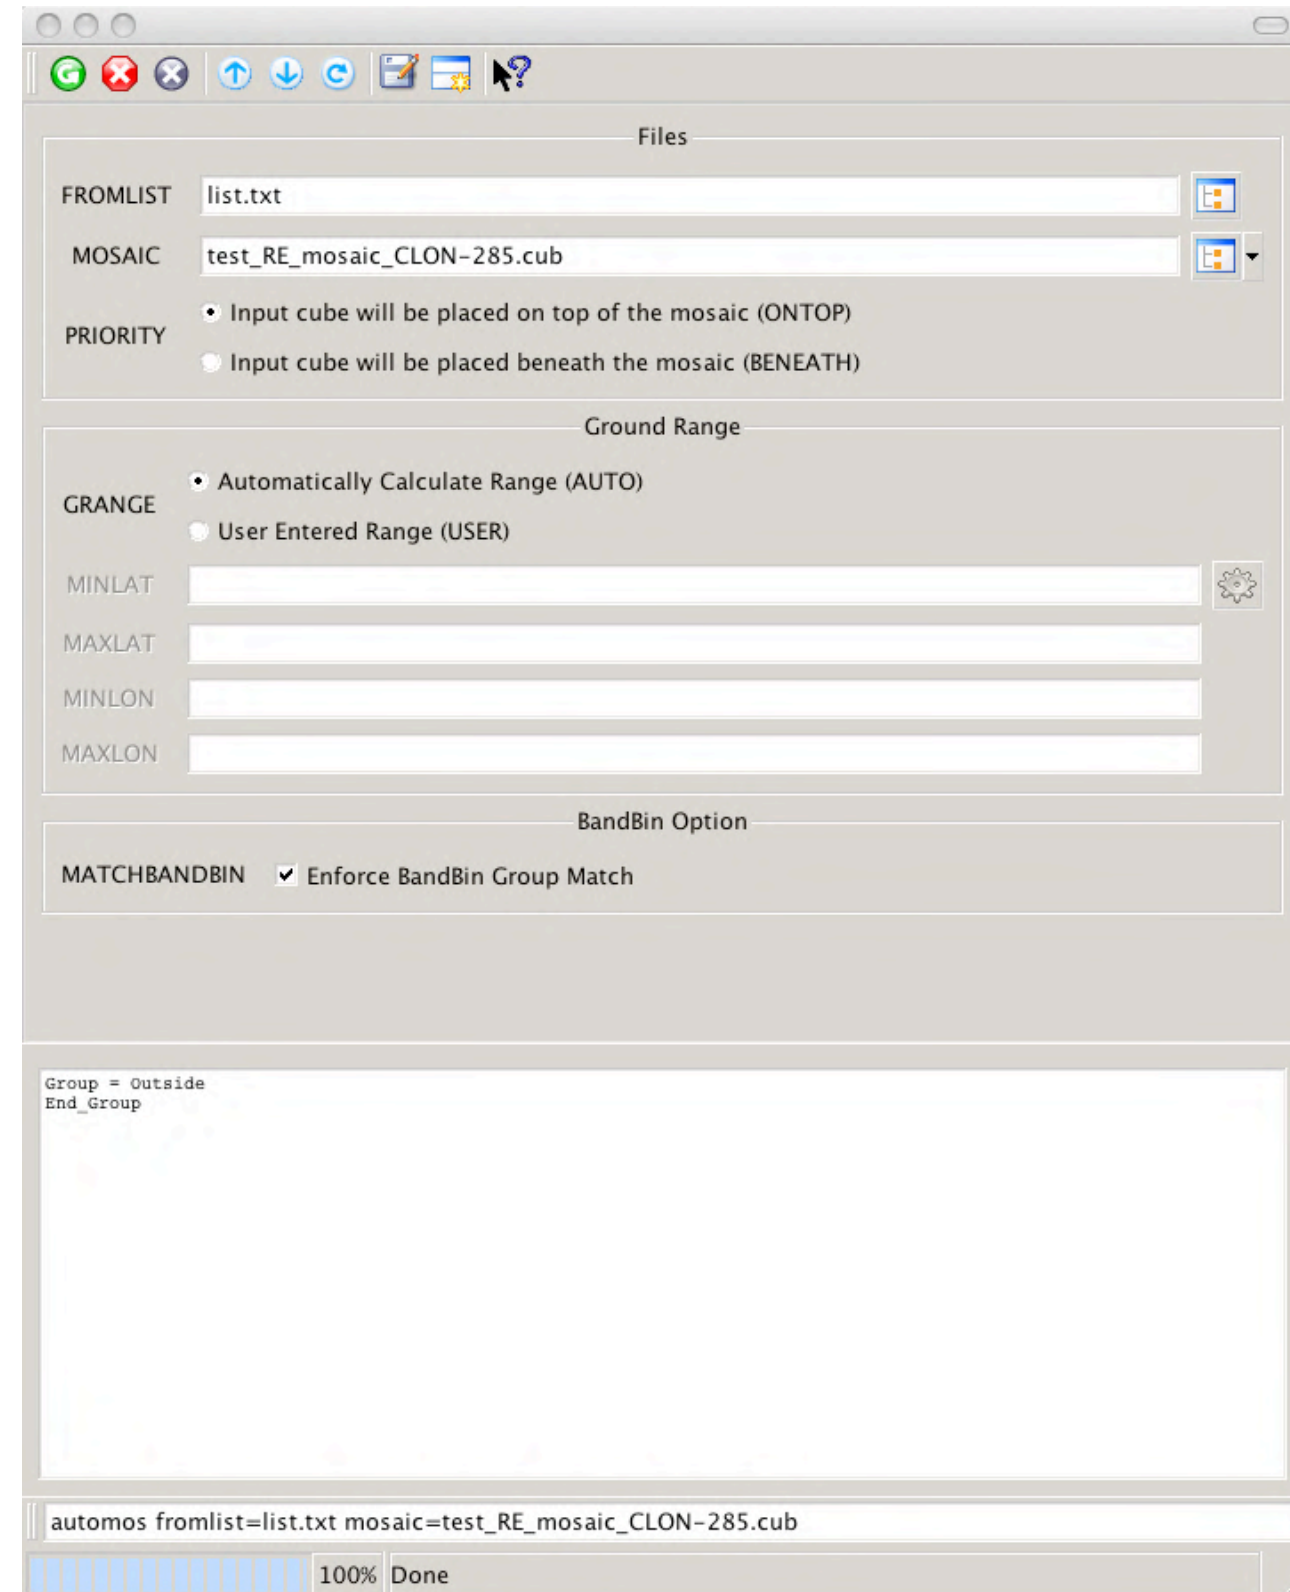 Files
FROMLIST list.txt
MOSAIC test_RE_mosaic_CLON-285.cub
PRIORITY
Input cube will be placed on top of the mosaic (ONTOP)
Input cube will be placed beneath the mosaic (BENEATH)
Ground Range
GRANGE
Automatically Calculate Range (AUTO)
User Entered Range (USER)
MINLAT
MAXLAT
MINLON
MAXLON
BandBin Option
MATCHBANDBIN Enforce BandBin Group Match
Group = Outside
End_Group
automos fromlist=list.txt mosaic=test_RE_mosaic_CLON-285.cub
100% Done